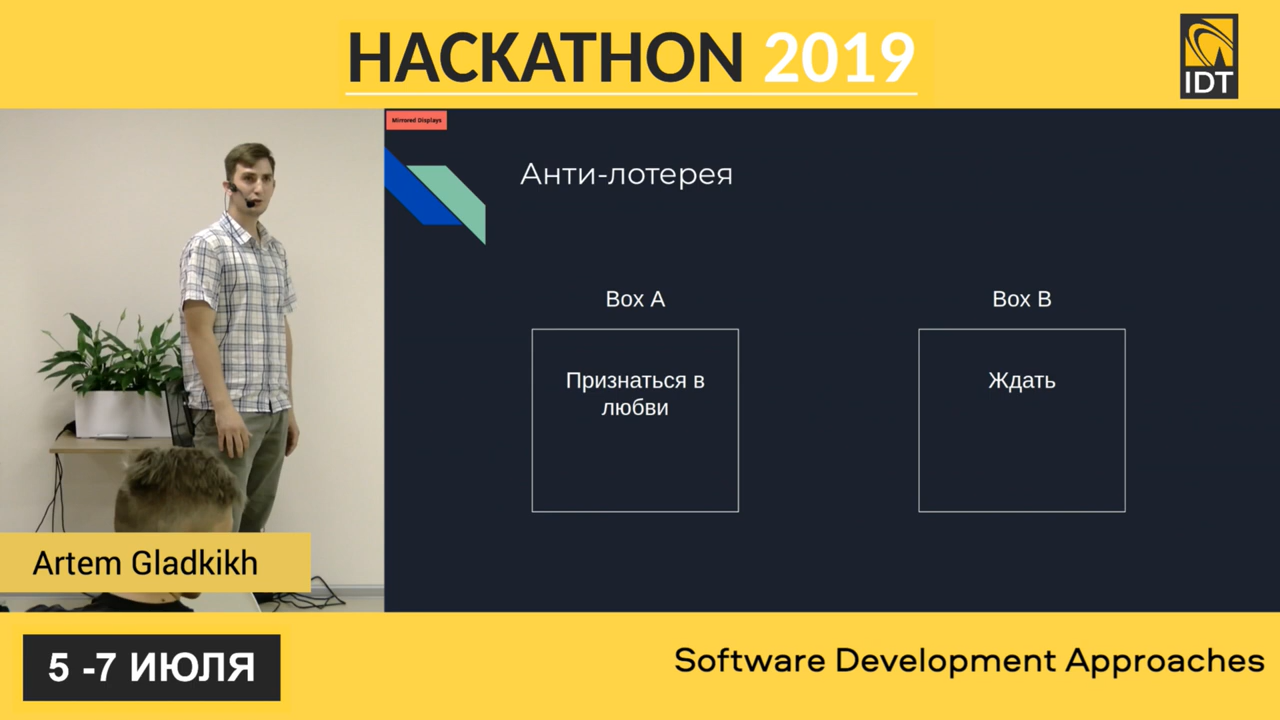 HACKATHON 2019
IDT
Mirrored Displays
Анти-лотерея
Box A
Box B
Признаться в
любви
Ждать
Artem Gladkikh
5 -7 ИЮЛЯ
Software Development Approaches